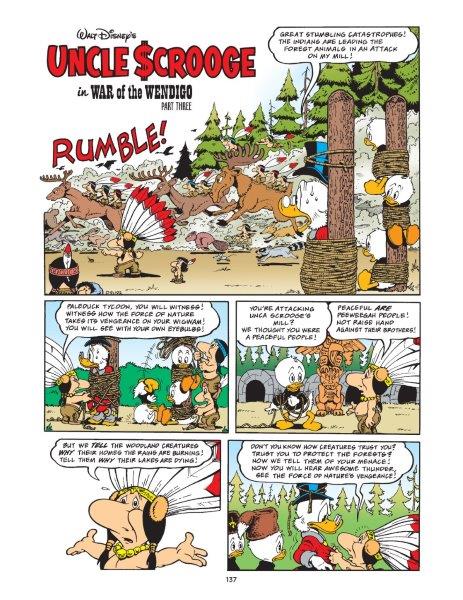 WALT DISNEY'S
UNCLE $CROOGE
in WAR of the WENDIGO
PART THREE
GREAT STUMBLING CATASTROPHES!
THE INDIANS ARE LEADING THE
FOREST ANIMALS IN AN ATTACK
ON MY MILL!
RUMBLE!
PALEDUCK TYCOON, YOU WILL WITNESS!
WITNESS HOW THE FORCE OF NATURE
TAKES ITS VENGEANCE ON YOUR WIGWAM!
YOU WILL SEE WITH YOUR OWN EYEBULBS!
YOU'RE ATTACKING
UNCA SCROOGE'S
MILL?
WE THOUGHT YOU WERE
A PEACEFUL PEOPLE!
PEACEFUL ARE
PEEWEEGAH PEOPLE!
NOT RAISE HAND
AGAINST THEIR BROTHERS!
BUT WE TELL THE WOODLAND CREATURES
WHY THEIR HOMES THE RAINS ARE BURNING!
TELL THEM WHY THEIR LAKES ARE DYING!
DON'T YOU KNOW HOW CREATURES TRUST YOU?
TRUST YOU TO PROTECT THE FORESTS?
NOW WE TELL THEM OF YOUR MENACE!
NOW YOU WILL HEAR AWESOME THUNDER,
SEE THE FORCE OF NATURE'S VENGEANCE!
137